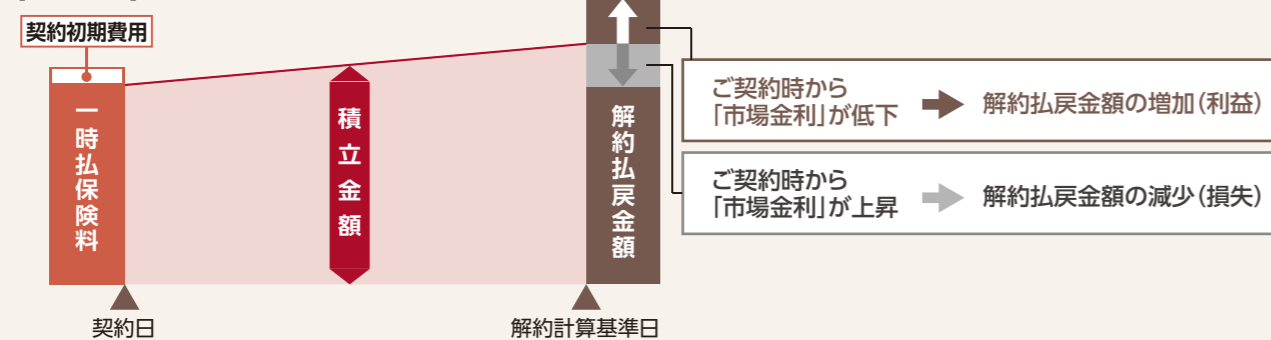 契約初期費用
一時払保険料
積立金額
解約払戻金額
ご契約時から
「市場金利」が低下
解約払戻金額の増加(利益)
ご契約時から
「市場金利」が上昇
解約払戻金額の減少(損失)
契約日
解約計算基準日